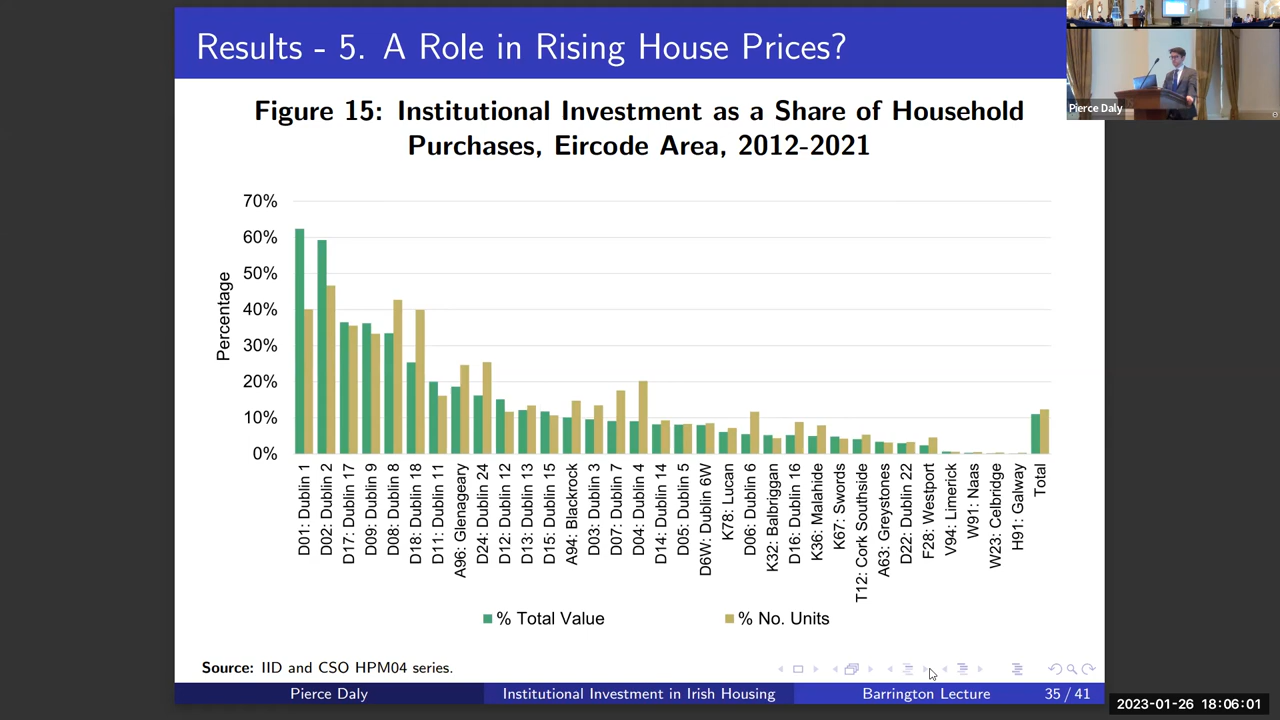 Results - 5. A Role in Rising House Prices?
Pierce Daly
Figure 15: Institutional Investment as a Share of Household
Purchases, Eircode Area, 2012-2021
70%
60%
50%
40%
30%
20%
10%
0%
Percentage
D01: Dublin 1
D02: Dublin 2
D17: Dublin 17
D09: Dublin 9
D08: Dublin 8
D18: Dublin 18
D11: Dublin 11
A96: Glenageary
D24: Dublin 24
D12: Dublin 12
D13: Dublin 13
D15: Dublin 15
A94: Blackrock
D03: Dublin 3
D07: Dublin 7
D04: Dublin 4
D14: Dublin 14
D05: Dublin 5
D6W: Dublin 6W
K78: Lucan
D06: Dublin 6
K32: Balbriggan
D16: Dublin 16
K36: Malahide
K67: Swords
T12: Cork Southside
A63: Greystones
D22: Dublin 22
F28: Westport
V94: Limerick
W91: Naas
W23: Celbridge
H91: Galway
Total
% Total Value
% No. Units
Source: IID and CSO HPM04 series.
Pierce Daly
Institutional Investment in Irish Housing
Barrington Lecture
35 / 41
2023-01-26 18:06:01